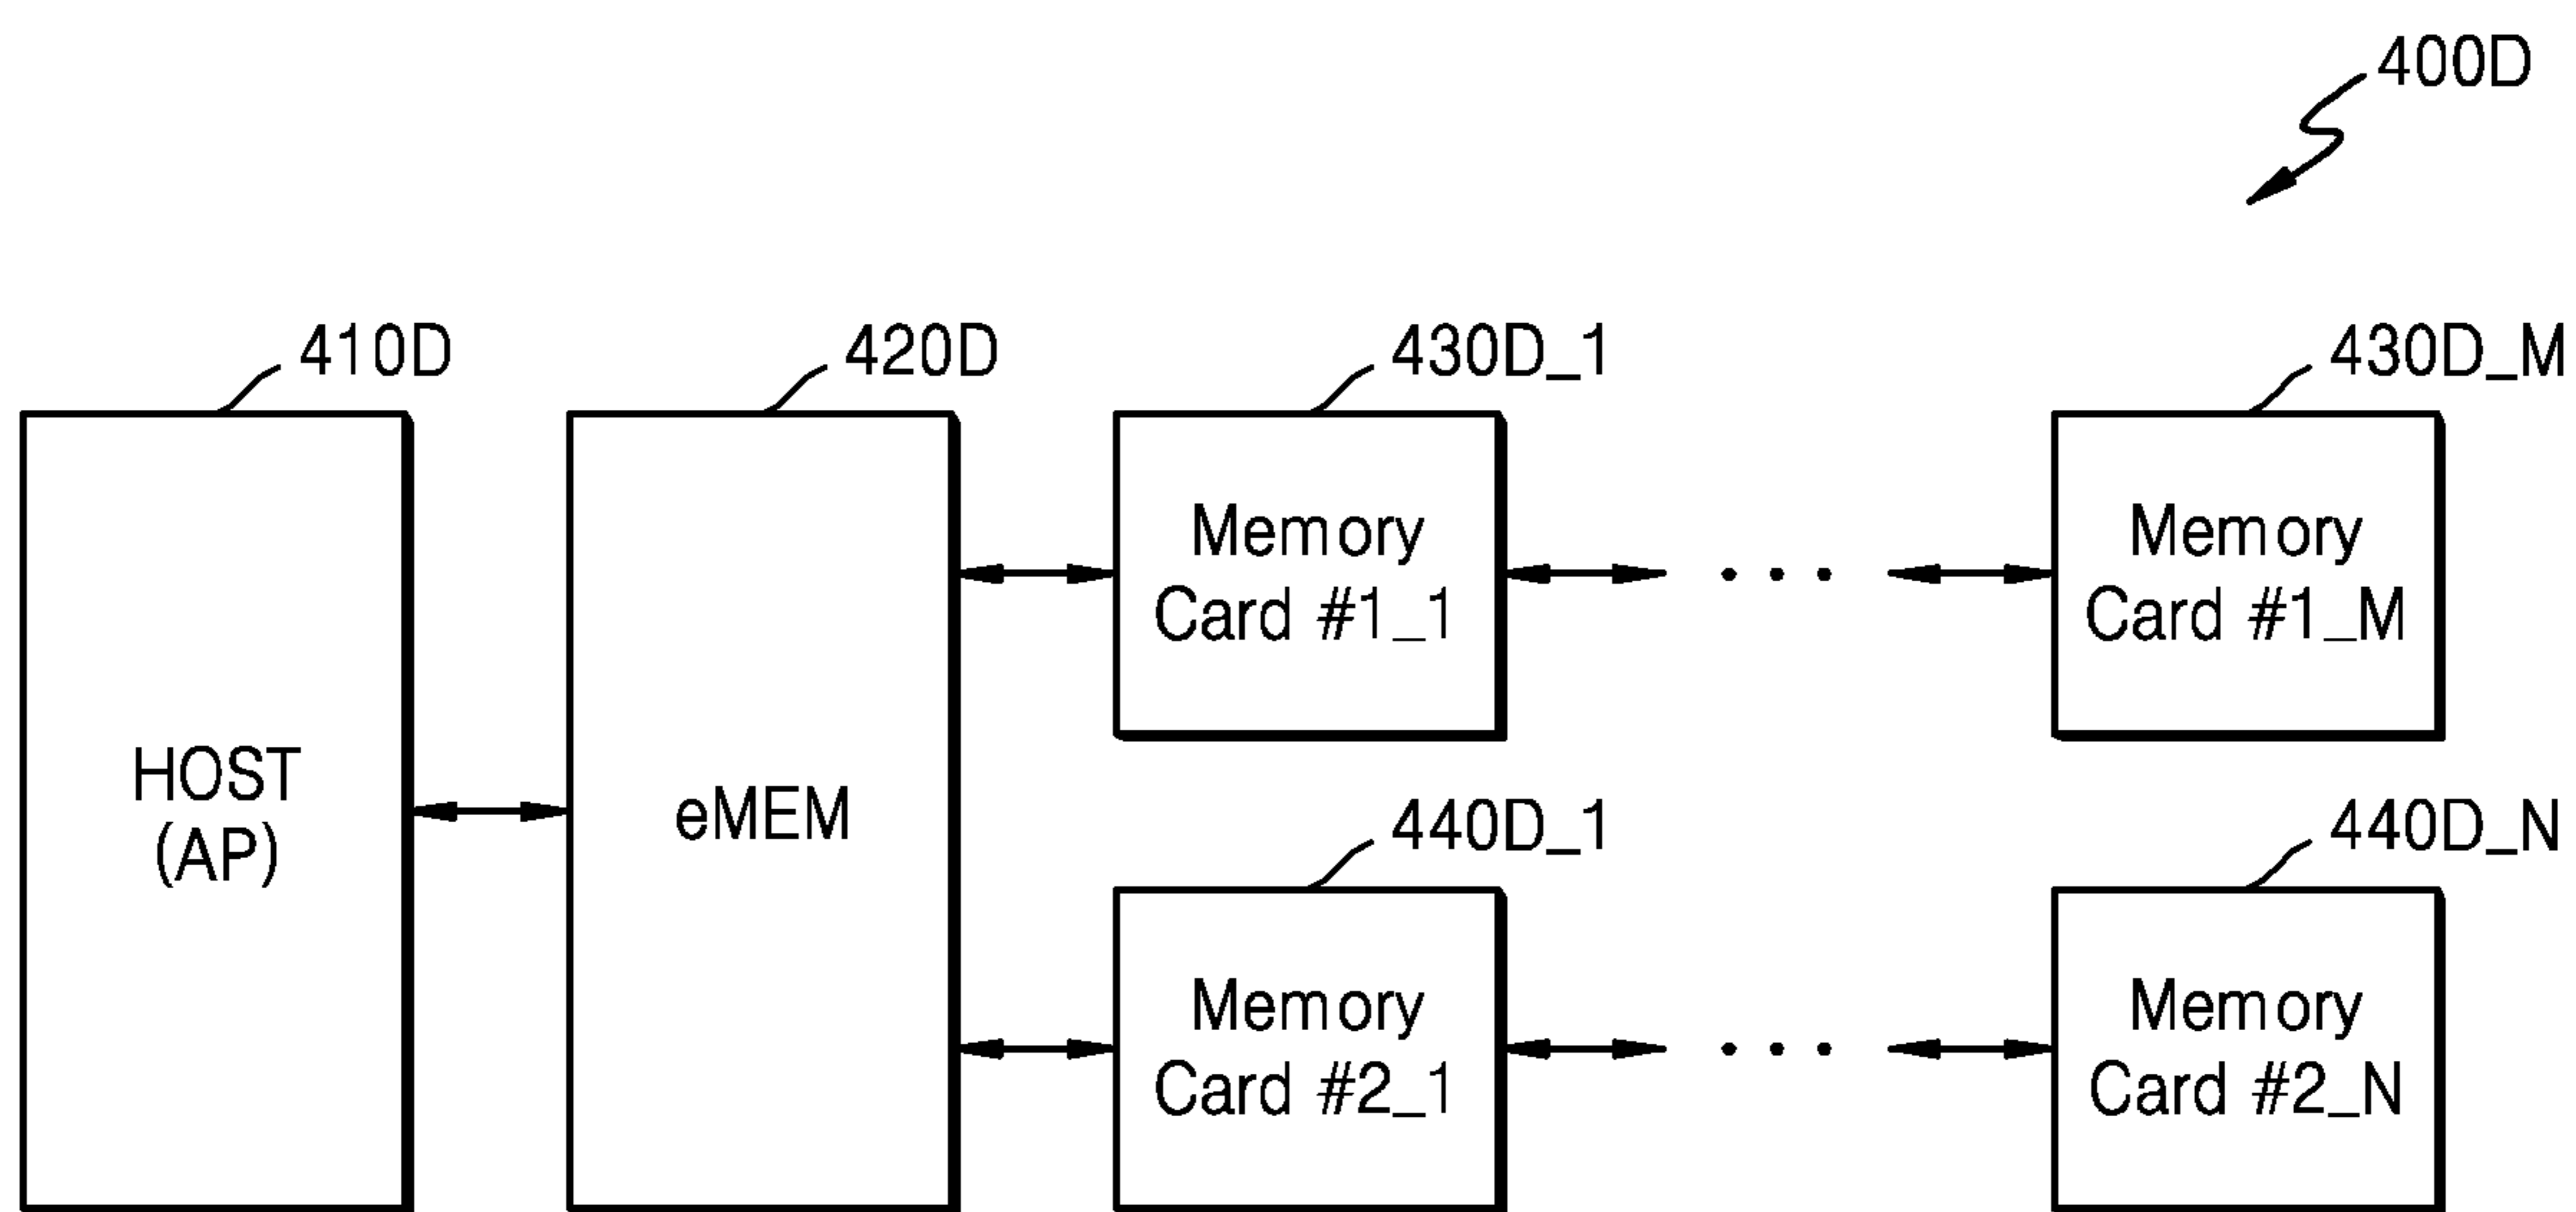 400D
410D
420D
430D_1
430D_M
HOST
(AP)
eMEM
Memory
Card #1_1
Memory
Card #1_M
440D_1
440D_N
Memory
Card #2_1
Memory
Card #2_N